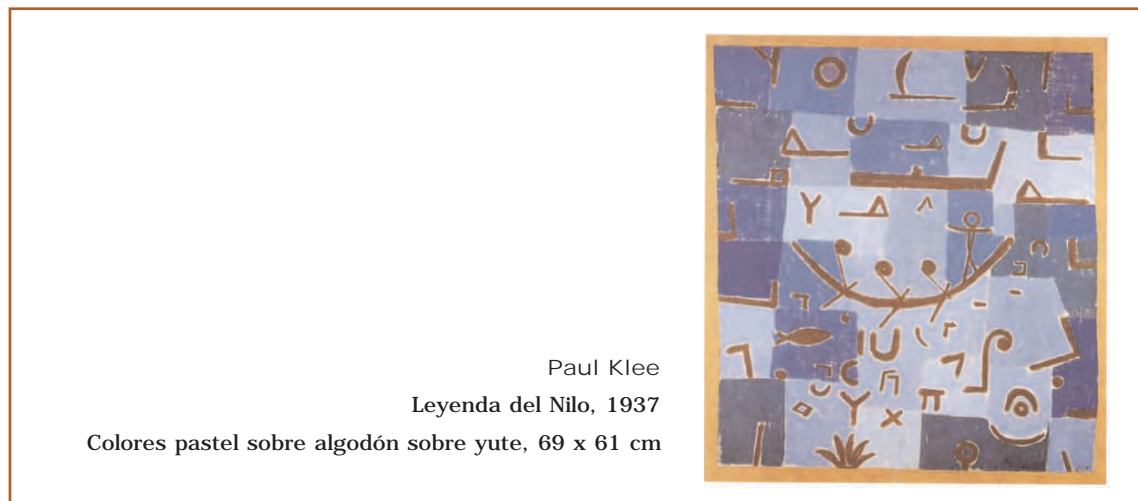 Paul Klee
Leyenda del Nilo, 1937
Colores pastel sobre algodón sobre yute, 69 x 61 cm